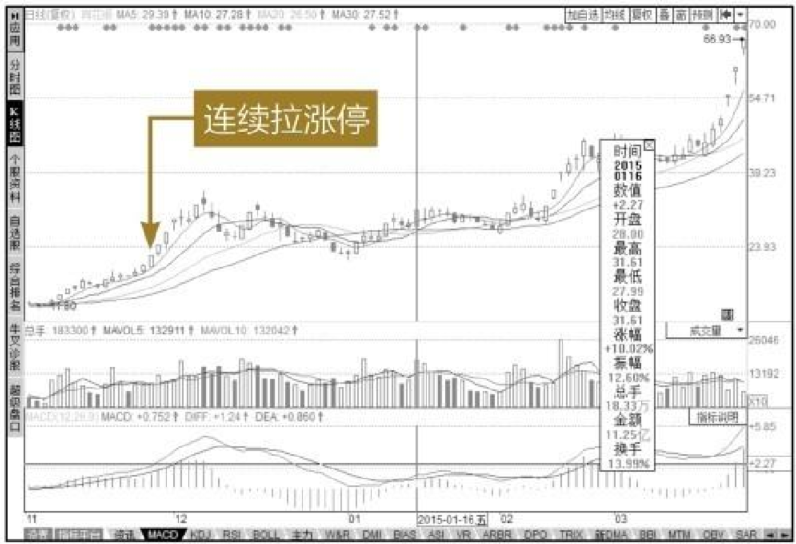 应用
分时图
K线图
个股资料
自选股
综合排名
牛叉诊股
超级盘口
日线(复权) MA5: 29.39↑ MA10: 27.28↑ MA20: 26.50↑ MA30: 27.52↑
加自选 均线 复权 叠 预测
70.00
66.93
54.71
39.23
23.93
连续拉涨停
11.80
时间
2015
0116
数值
+2.27
开盘
28.00
最高
31.61
最低
27.99
收盘
31.61
涨幅
+10.02%
振幅
12.60%
总手
18.33万
金额
11.25亿
换手
13.99%
总手 183300↑ MAVOL5: 132911↑ MAVOL10: 132042↑
成交量
26046
13192
X10
MACD(12,26,9) MACD: +0.752↑ DIFF: +1.24↑ DEA: +0.860↑
指标说明
+5.85
+2.27
11 12 01 2015-01-16,五 02 03
设置 指标平台 资讯 MACD KDJ RSI BOLL 主力 W&R DMI BIAS ASI VR ARBR DPO TRIX 新DMA BBI MTM OBV SAR